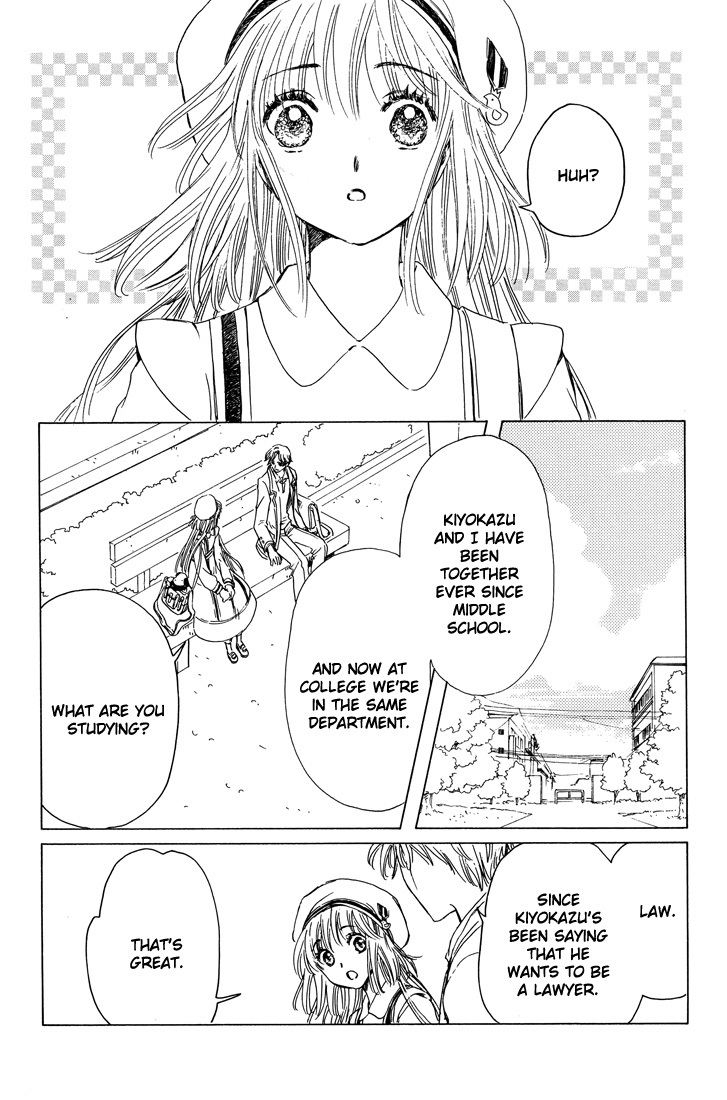 HUH?
KIYOKAZU
AND I HAVE
BEEN
TOGETHER
EVER SINCE
MIDDLE
SCHOOL.
AND NOW AT
COLLEGE WE'RE
IN THE SAME
DEPARTMENT.
WHAT ARE YOU
STUDYING?
LAW.
SINCE
KIYOKAZU'S
BEEN SAYING
THAT HE
WANTS TO BE
A LAWYER.
THAT'S
GREAT.